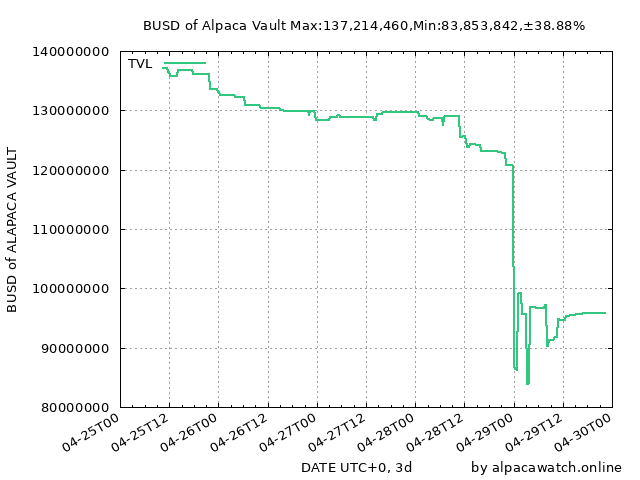 BUSD of Alpaca Vault Max:137,214,460,Min:83,853,842,±38.88%
TVL
BUSD of ALAPACA VAULT
140000000
130000000
120000000
110000000
100000000
90000000
80000000
04-25T00
04-25T12
04-26T00
04-26T12
04-27T00
04-27T12
04-28T00
04-28T12
04-29T00
04-29T12
04-30T00
DATE UTC+0, 3d
by alpacawatch.online